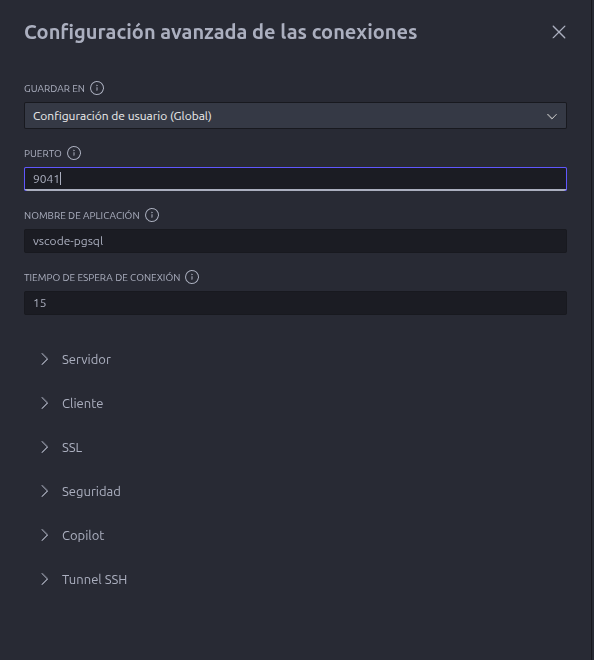 Configuración avanzada de las conexiones
GUARDAR EN
Configuración de usuario (Global)
PUERTO
9041
NOMBRE DE APLICACIÓN
vscode-pgsql
TIEMPO DE ESPERA DE CONEXIÓN
15
Servidor
Cliente
SSL
Seguridad
Copilot
Tunnel SSH